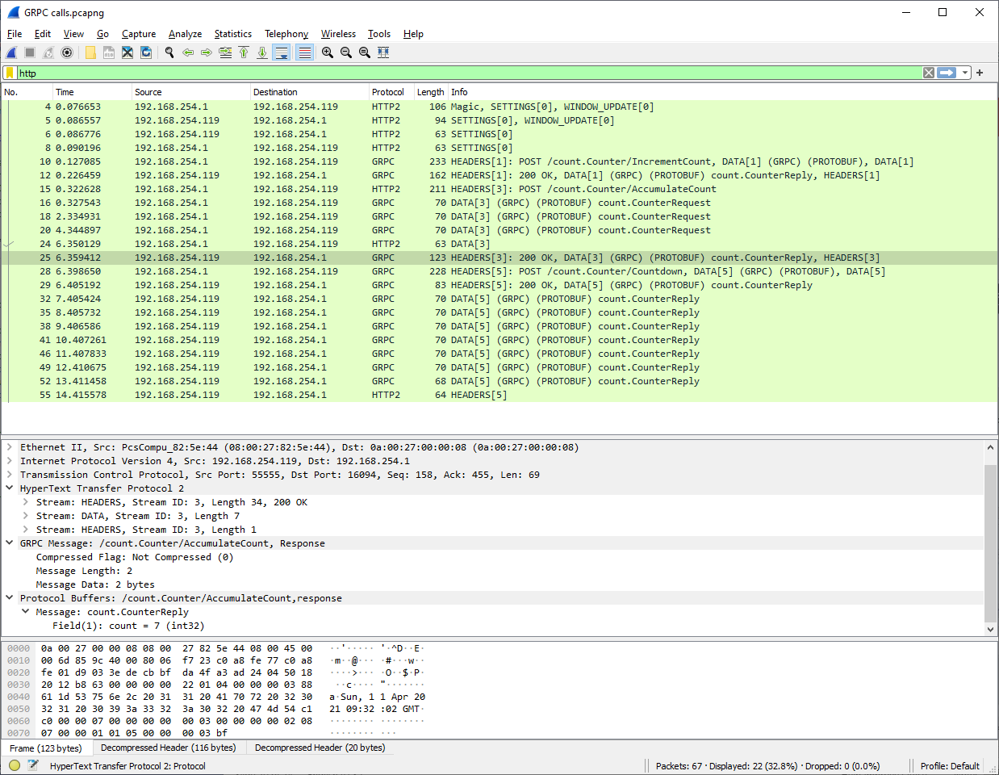 GRPC calls.pcapng
File Edit View Go Capture Analyze Statistics Telephony Wireless Tools Help
http
No. Time Source Destination Protocol Length Info
4 0.076653 192.168.254.1 192.168.254.119 HTTP2 106 Magic, SETTINGS[0], WINDOW_UPDATE[0]
5 0.086557 192.168.254.119 192.168.254.1 HTTP2 94 SETTINGS[0], WINDOW_UPDATE[0]
6 0.086776 192.168.254.119 192.168.254.1 HTTP2 63 SETTINGS[0]
8 0.090196 192.168.254.1 192.168.254.119 HTTP2 63 SETTINGS[0]
10 0.127085 192.168.254.1 192.168.254.119 GRPC 233 HEADERS[1]: POST /count.Counter/IncrementCount, DATA[1] (GRPC) (PROTOBUF), DATA[1]
12 0.226459 192.168.254.119 192.168.254.1 GRPC 162 HEADERS[1]: 200 OK, DATA[1] (GRPC) (PROTOBUF) count.CounterReply, HEADERS[1]
15 0.322628 192.168.254.1 192.168.254.119 HTTP2 211 HEADERS[3]: POST /count.Counter/AccumulateCount
16 0.327543 192.168.254.1 192.168.254.119 GRPC 70 DATA[3] (GRPC) (PROTOBUF) count.CounterRequest
18 2.334931 192.168.254.1 192.168.254.119 GRPC 70 DATA[3] (GRPC) (PROTOBUF) count.CounterRequest
20 4.344897 192.168.254.1 192.168.254.119 GRPC 70 DATA[3] (GRPC) (PROTOBUF) count.CounterRequest
24 6.350129 192.168.254.1 192.168.254.119 HTTP2 63 DATA[3]
25 6.359412 192.168.254.119 192.168.254.1 GRPC 123 HEADERS[3]: 200 OK, DATA[3] (GRPC) (PROTOBUF) count.CounterReply, HEADERS[3]
28 6.398650 192.168.254.1 192.168.254.119 GRPC 228 HEADERS[5]: POST /count.Counter/Countdown, DATA[5] (GRPC) (PROTOBUF), DATA[5]
29 6.405192 192.168.254.119 192.168.254.1 GRPC 83 HEADERS[5]: 200 OK, DATA[5] (GRPC) (PROTOBUF) count.CounterReply
32 7.405424 192.168.254.119 192.168.254.1 GRPC 70 DATA[5] (GRPC) (PROTOBUF) count.CounterReply
35 8.405732 192.168.254.119 192.168.254.1 GRPC 70 DATA[5] (GRPC) (PROTOBUF) count.CounterReply
38 9.406586 192.168.254.119 192.168.254.1 GRPC 70 DATA[5] (GRPC) (PROTOBUF) count.CounterReply
41 10.407261 192.168.254.119 192.168.254.1 GRPC 70 DATA[5] (GRPC) (PROTOBUF) count.CounterReply
46 11.407833 192.168.254.119 192.168.254.1 GRPC 70 DATA[5] (GRPC) (PROTOBUF) count.CounterReply
49 12.410675 192.168.254.119 192.168.254.1 GRPC 70 DATA[5] (GRPC) (PROTOBUF) count.CounterReply
52 13.411458 192.168.254.119 192.168.254.1 GRPC 68 DATA[5] (GRPC) (PROTOBUF) count.CounterReply
55 14.415578 192.168.254.119 192.168.254.1 HTTP2 64 HEADERS[5]
Ethernet II, Src: PcsCompu_82:5e:44 (08:00:27:82:5e:44), Dst: 0a:00:27:00:00:08 (0a:00:27:00:00:08)
Internet Protocol Version 4, Src: 192.168.254.119, Dst: 192.168.254.1
Transmission Control Protocol, Src Port: 55555, Dst Port: 16094, Seq: 158, Ack: 455, Len: 69
HyperText Transfer Protocol 2
Stream: HEADERS, Stream ID: 3, Length 34, 200 OK
Stream: DATA, Stream ID: 3, Length 7
Stream: HEADERS, Stream ID: 3, Length 1
GRPC Message: /count.Counter/AccumulateCount, Response
Compressed Flag: Not Compressed (0)
Message Length: 2
Message Data: 2 bytes
Protocol Buffers: /count.Counter/AccumulateCount,response
Message: count.CounterReply
Field(1): count = 7 (int32)
0000 0a 00 27 00 00 08 08 00 27 82 5e 44 08 00 45 00 ··'····· '·^D··E·
0010 00 6d 85 9c 40 00 80 06 f7 23 c0 a8 fe 77 c0 a8 ·m··@··· ·#···w··
0020 fe 01 d9 03 3e de cb bf da 4f a3 ad 24 04 50 18 ····>··· ·O··$·P·
0030 20 12 b8 63 00 00 00 00 22 01 04 00 00 00 03 88 ··c···· "·······
0040 61 1d 53 75 6e 2c 20 31 31 20 41 70 72 20 32 30 a·Sun, 1 1 Apr 20
0050 32 31 20 30 39 3a 33 32 3a 30 32 20 47 4d 54 c1 21 09:32 :02 GMT·
0060 c0 00 00 07 00 00 00 00 00 03 00 00 00 00 02 08 ········ ········
0070 07 00 00 01 01 05 00 00 00 03 bf ········ ···
Frame (123 bytes) Decompressed Header (116 bytes) Decompressed Header (20 bytes)
HyperText Transfer Protocol 2: Protocol Packets: 67 · Displayed: 22 (32.8%) · Dropped: 0 (0.0%) Profile: Default